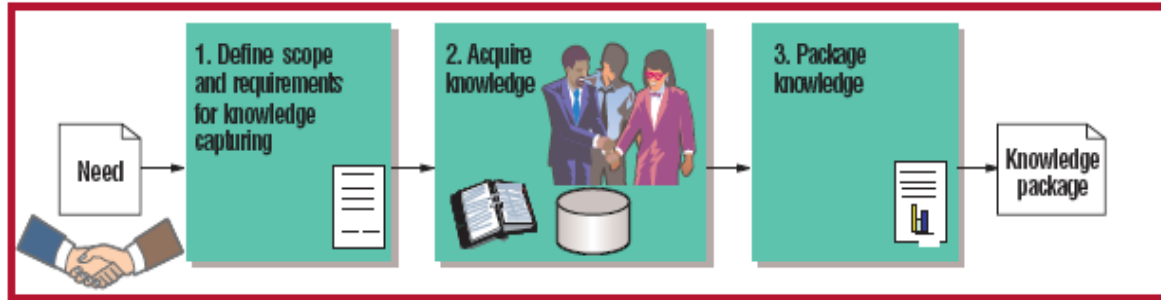 Need
1. Define scope
and requirements
for knowledge
capturing
2. Acquire
knowledge
3. Package
knowledge
Knowledge
package